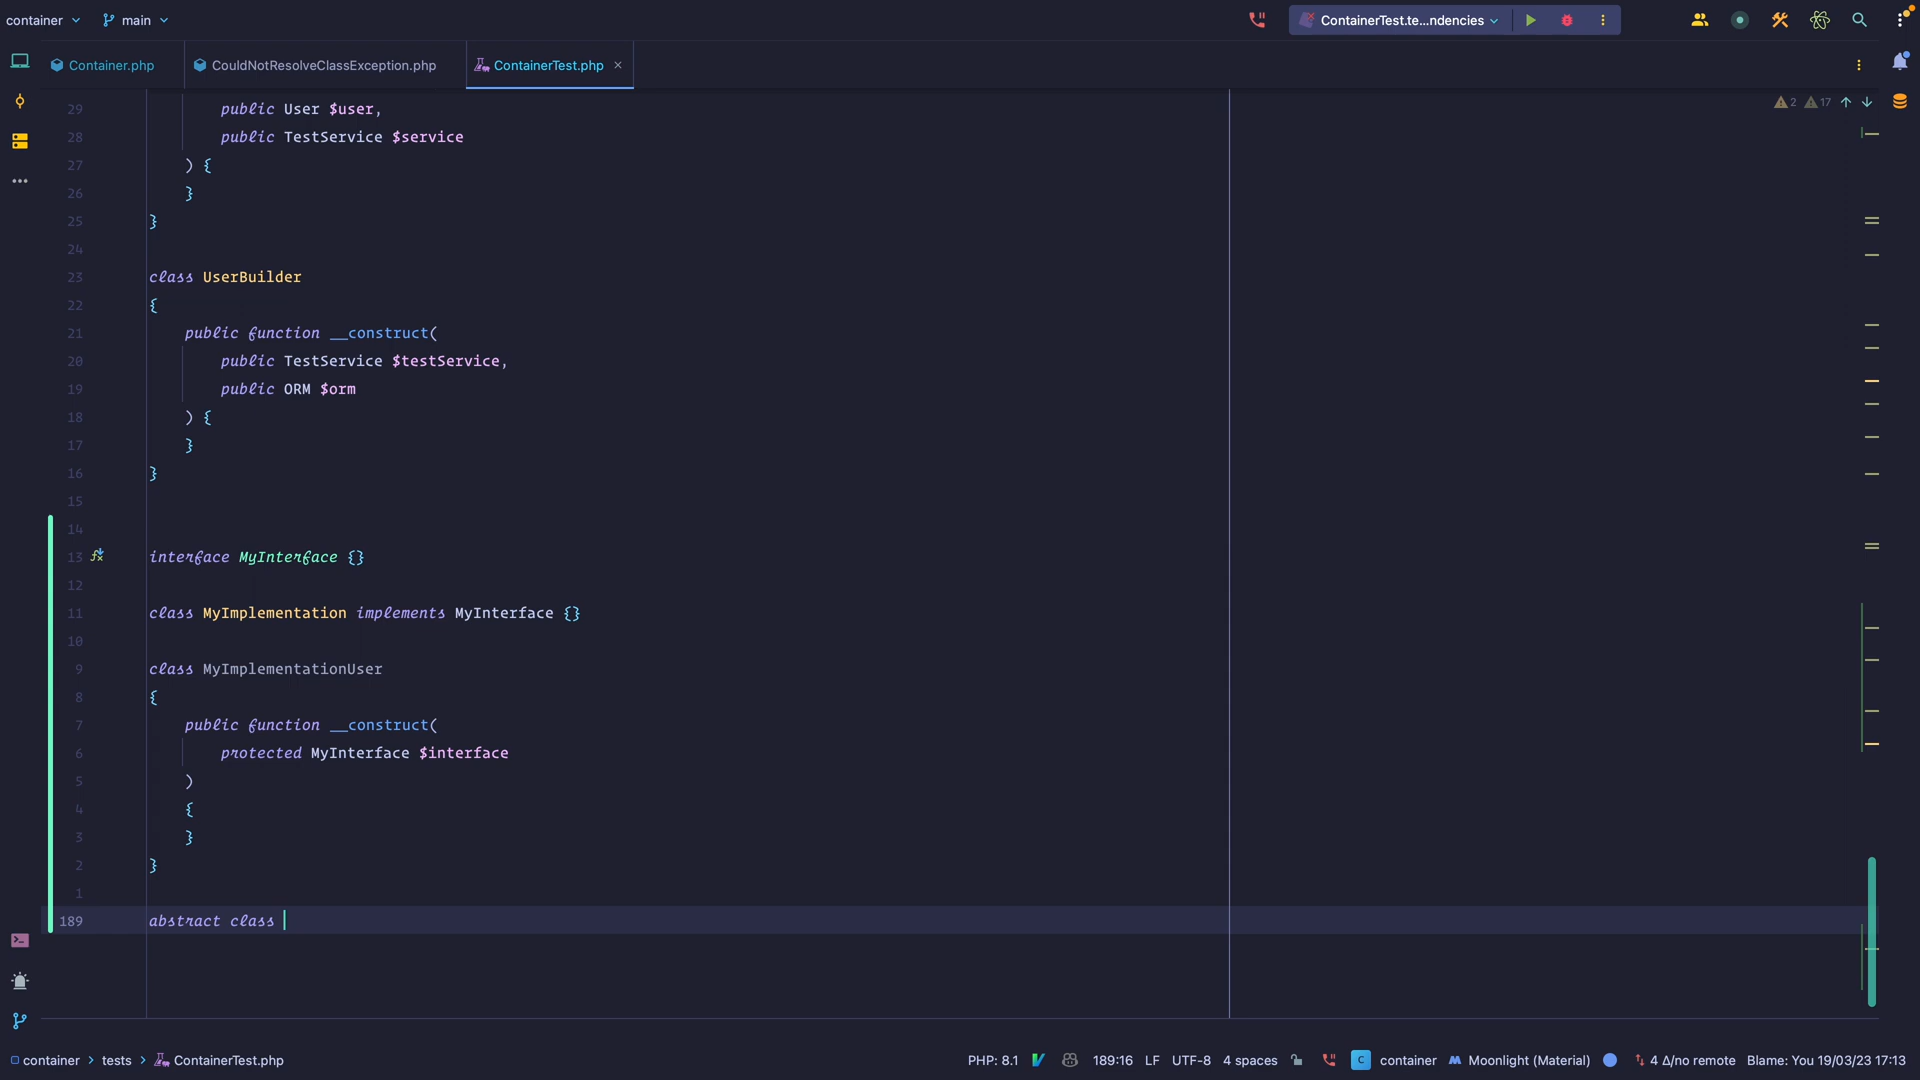 container main ContainerTest.te...ndencies
Container.php CouldNotResolveClassException.php ContainerTest.php ×
2 17
29 public User $user,
28 public TestService $service
27 ) {
26 }
25 }
24
23 class UserBuilder
22 {
21 public function __construct(
20 public TestService $testService,
19 public ORM $orm
18 ) {
17 }
16 }
15
14
13 interface MyInterface {}
12
11 class MyImplementation implements MyInterface {}
10
9 class MyImplementationUser
8 {
7 public function __construct(
6 protected MyInterface $interface
5 )
4 {
3 }
2 }
1
189 abstract class
container > tests > ContainerTest.php PHP: 8.1 189:16 LF UTF-8 4 spaces C container Moonlight (Material) 4 Δ/no remote Blame: You 19/03/23 17:13